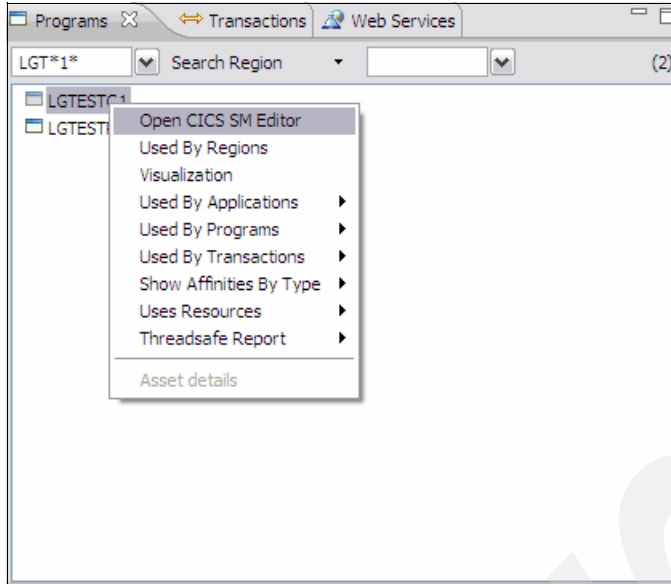 Programs Transactions Web Services
LGT*1* Search Region (2)
LGTESTC1
Open CICS SM Editor
Used By Regions
Visualization
Used By Applications
Used By Programs
Used By Transactions
Show Affinities By Type
Uses Resources
Threadsafe Report
Asset details